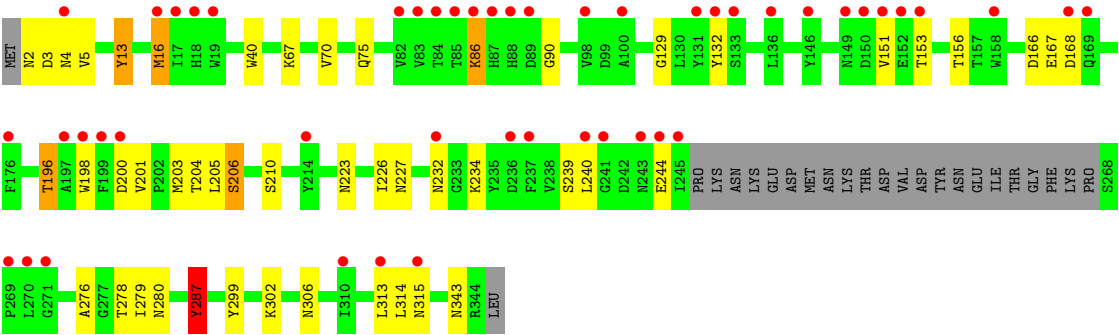 MET N2 D3 N4 V5 Y13 M16 I17 H18 W19 W40 K67 V70 Q75 V82 V83 T84 T85 K86 H87 H88 D89 G90 V98 D99 A100 G129 L130 Y131 Y132 S133 L136 Y146 N149 D150 V151 E152 T153 T156 T157 W158 D166 E167 D168 Q169
F176 T196 A197 W198 F199 D200 V201 P202 M203 T204 L205 S206 S210 Y214 N223 I226 N227 N232 G233 K234 Y235 D236 F237 V238 S239 L240 G241 D242 N243 E244 I245 PRO LYS ASN LYS GLU ASP MET ASN LYS THR ASP VAL ASP TYR ASN GLU ILE THR GLY PHE LYS PRO S268
P269 L270 G271 A276 G277 T278 I279 N280 Y287 Y299 K302 N306 I310 L313 L314 N315 N343 R344 LEU